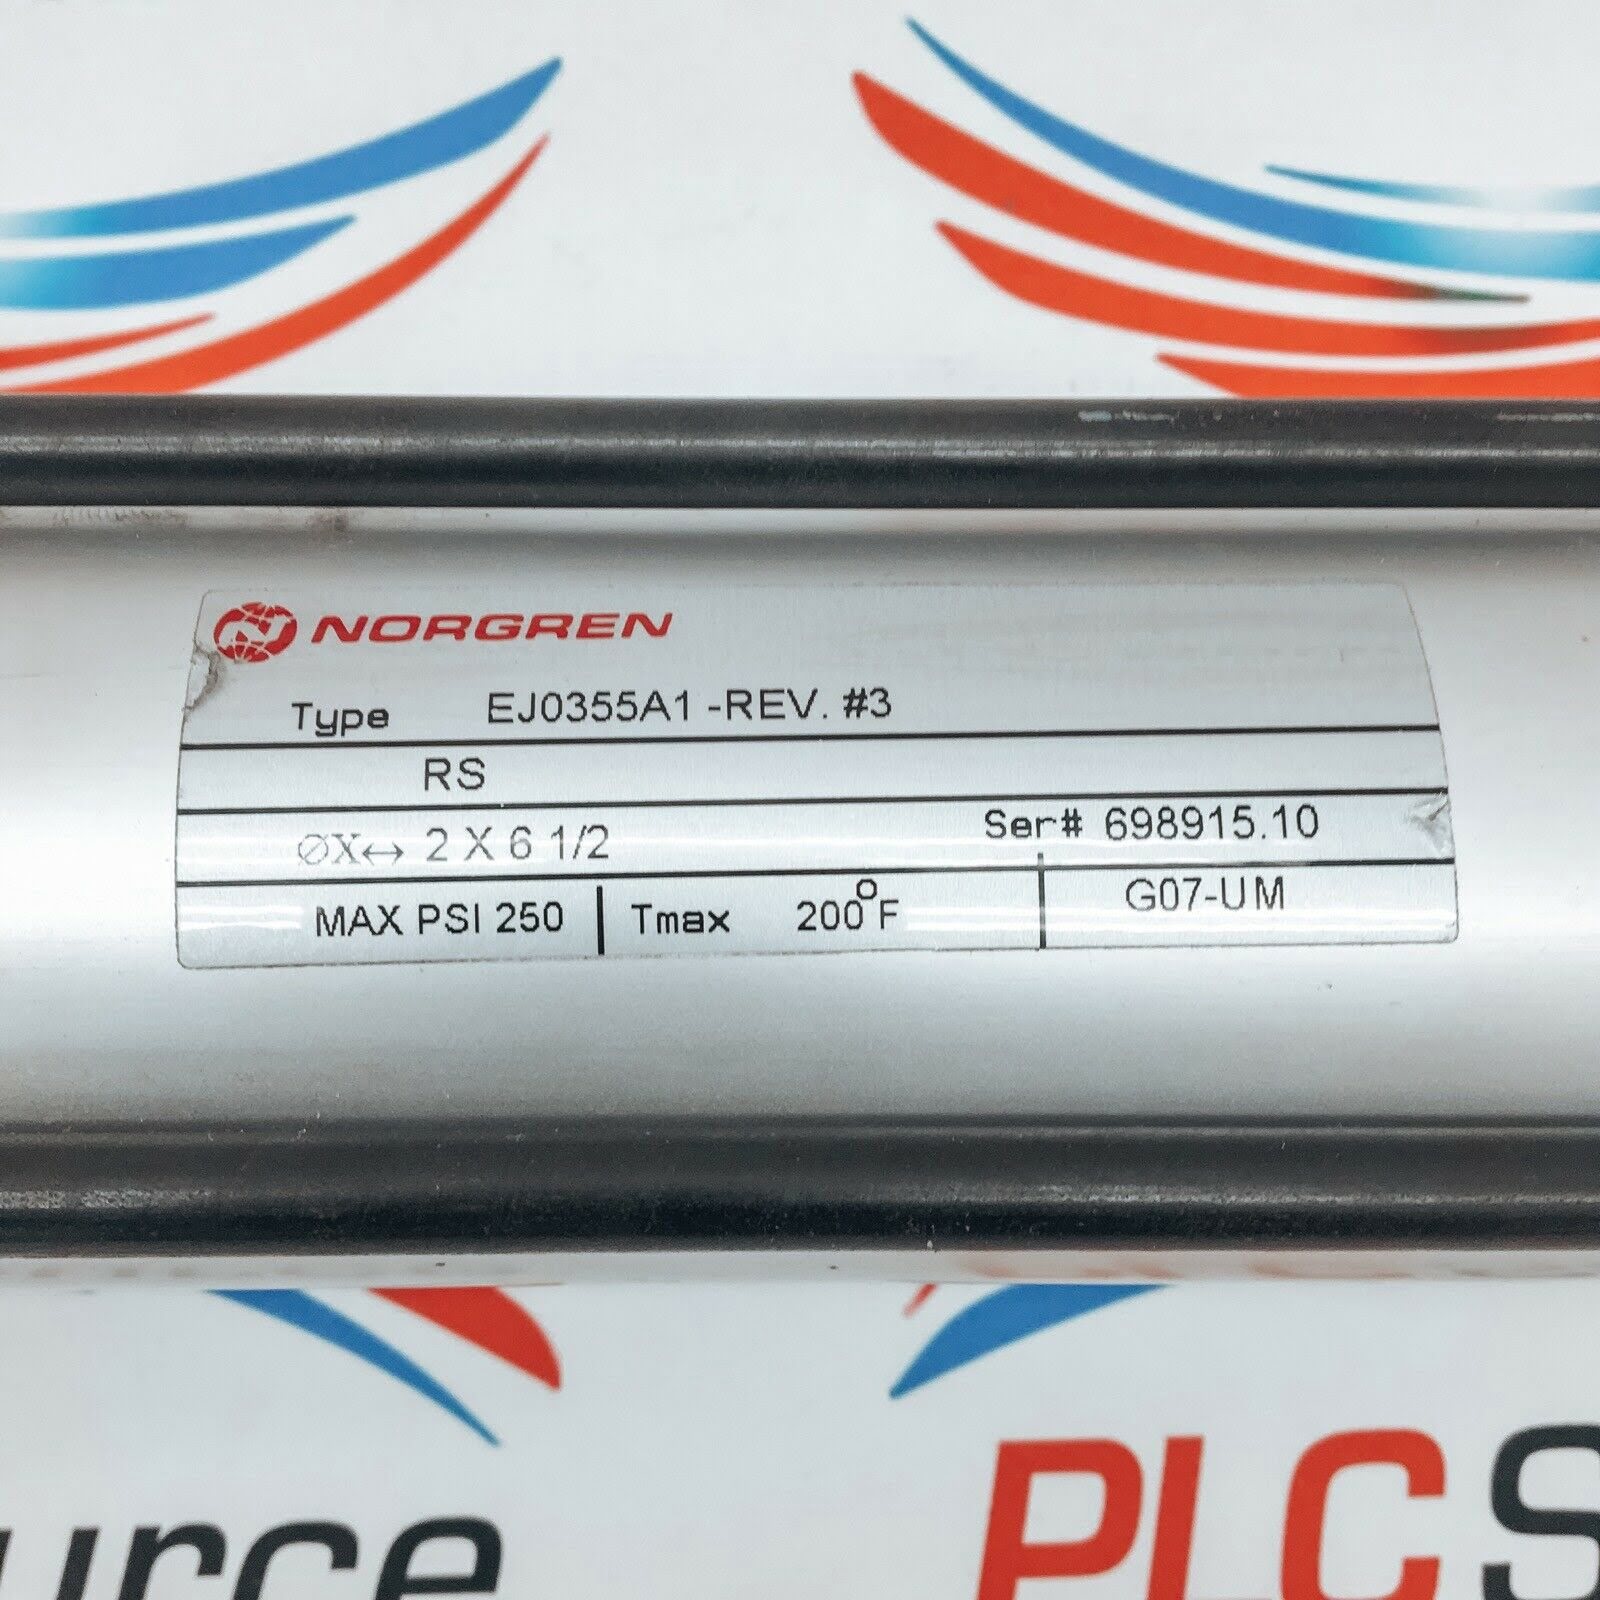 NORGREN
Type EJ0355A1 -REV. #3
RS
∅X↔ 2 X 6 1/2 Ser# 698915.10
MAX PSI 250 Tmax 200°F G07-UM
urce PLCS